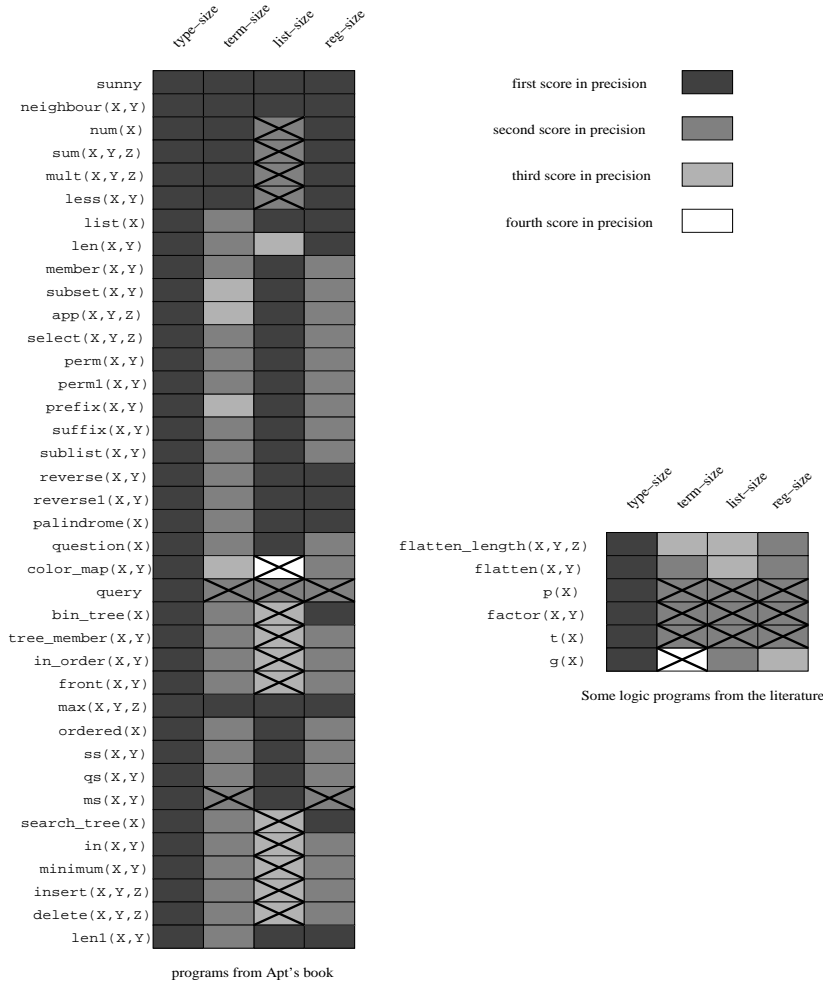 type-size term-size list-size reg-size
sunny
neighbour(X,Y)
num(X)
sum(X,Y,Z)
mult(X,Y,Z)
less(X,Y)
list(X)
len(X,Y)
member(X,Y)
subset(X,Y)
app(X,Y,Z)
select(X,Y,Z)
perm(X,Y)
perm1(X,Y)
prefix(X,Y)
suffix(X,Y)
sublist(X,Y)
reverse(X,Y)
reverse1(X,Y)
palindrome(X)
question(X)
color_map(X,Y)
query
bin_tree(X)
tree_member(X,Y)
in_order(X,Y)
front(X,Y)
max(X,Y,Z)
ordered(X)
ss(X,Y)
qs(X,Y)
ms(X,Y)
search_tree(X)
in(X,Y)
minimum(X,Y)
insert(X,Y,Z)
delete(X,Y,Z)
len1(X,Y)
programs from Apt's book
first score in precision
second score in precision
third score in precision
fourth score in precision
type-size term-size list-size reg-size
flatten_length(X,Y,Z)
flatten(X,Y)
p(X)
factor(X,Y)
t(X)
g(X)
Some logic programs from the literature